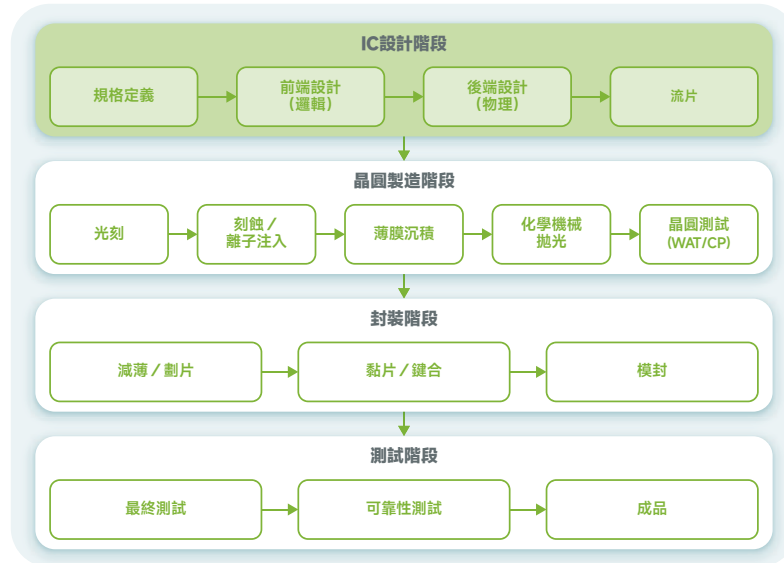 IC設計階段
規格定義
前端設計
(邏輯)
後端設計
(物理)
流片
晶圓製造階段
光刻
刻蝕/
離子注入
薄膜沉積
化學機械
拋光
晶圓測試
(WAT/CP)
封裝階段
減薄/劃片
黏片/鍵合
模封
測試階段
最終測試
可靠性測試
成品